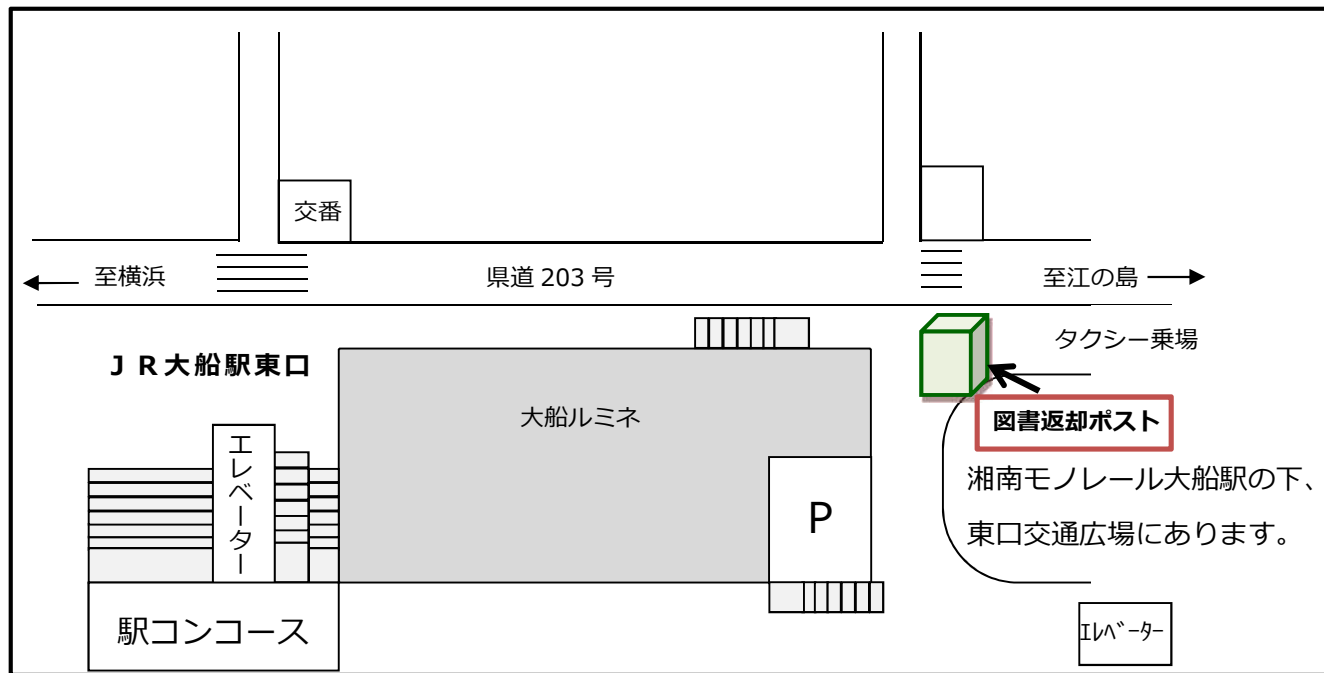 交番
至横浜
県道 203 号
至江の島
タクシー乗場
ＪＲ大船駅東口
大船ルミネ
図書返却ポスト
エレベーター
湘南モノレール大船駅の下、
東口交通広場にあります。
P
駅コンコース
ｴﾚﾍﾞｰﾀｰ